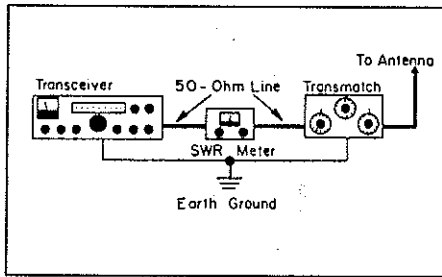 To Antenna
Transceiver
50-Ohm Line
Transmatch
SWR Meter
Earth Ground